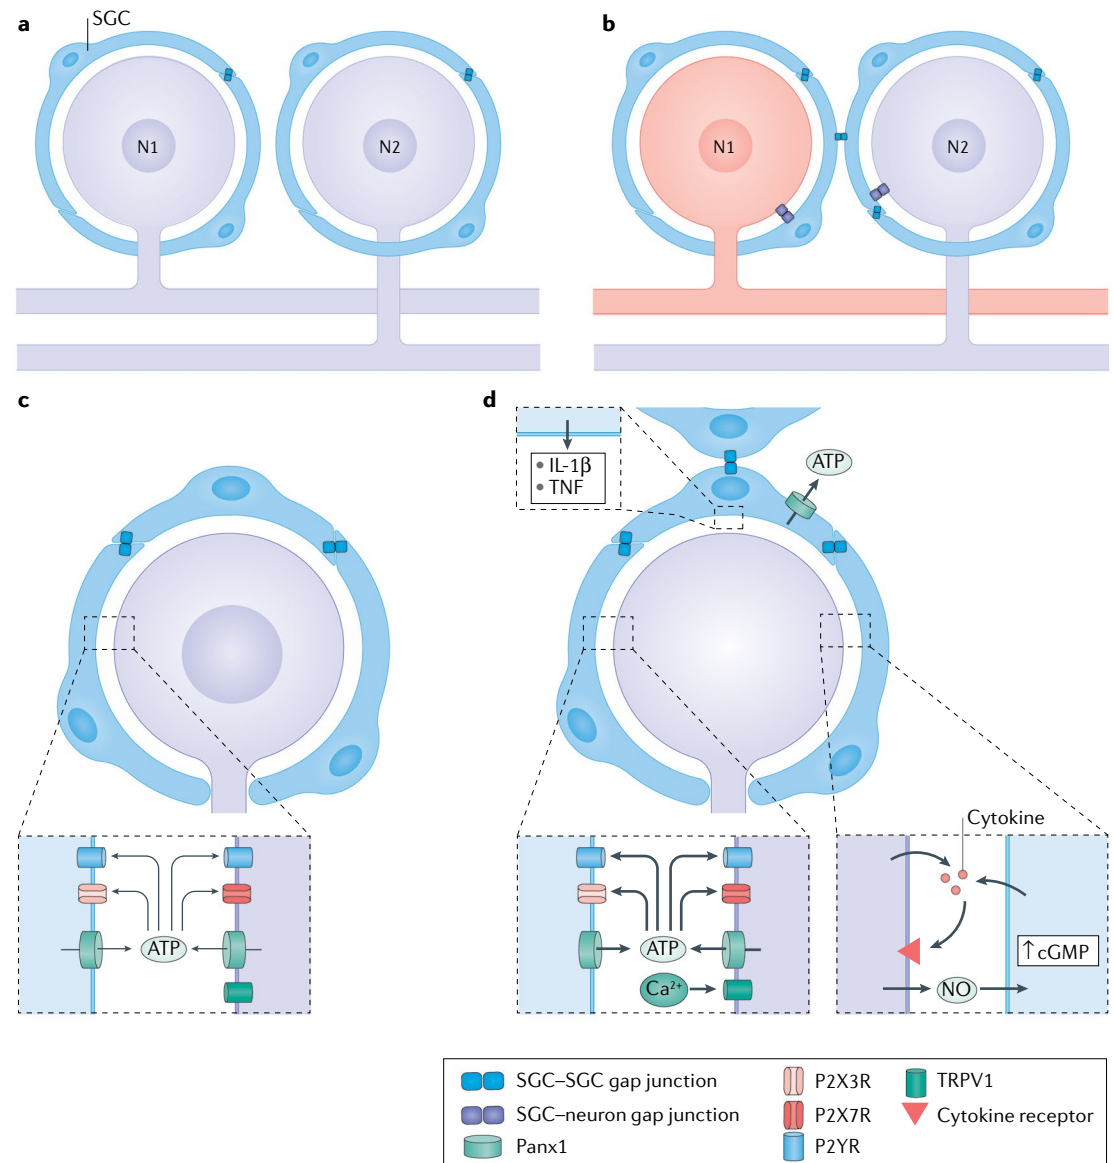 a
SGC
N1
N2
b
N1
N2
c
ATP
d
IL-1β
TNF
ATP
ATP
Ca²⁺
Cytokine
↑ cGMP
NO
SGC–SGC gap junction
SGC–neuron gap junction
Panx1
P2X3R
P2X7R
P2YR
TRPV1
Cytokine receptor